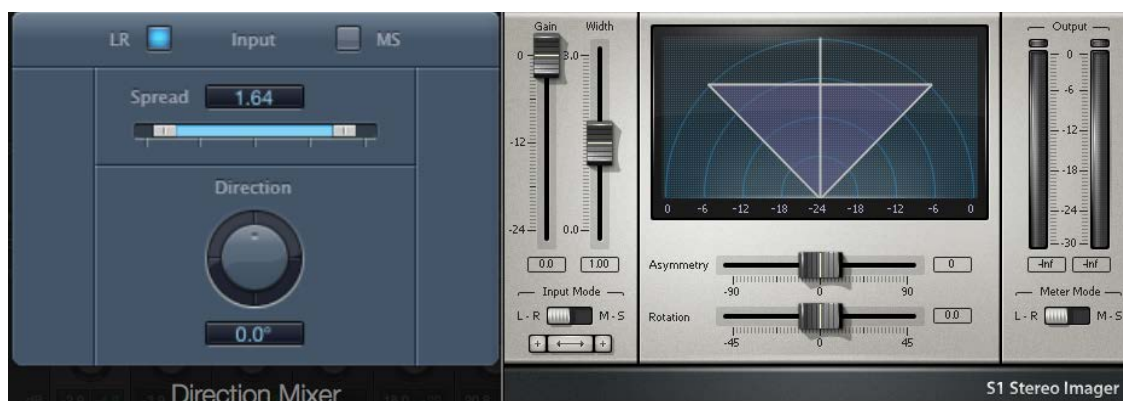 LR Input MS
Spread 1.64
Direction
0.0°
Direction Mixer
Gain Width
0 3.0
-12
-24 0.0
0.0 1.00
Input Mode
L - R M - S
+ + 
0 -6 -12 -18 -24 -18 -12 -6 0
Asymmetry 0
-90 0 90
Rotation 0.0
-45 0 45
Output
0
-6
-12
-18
-24
-30
-Inf -Inf
Meter Mode
L - R M - S
S1 Stereo Imager